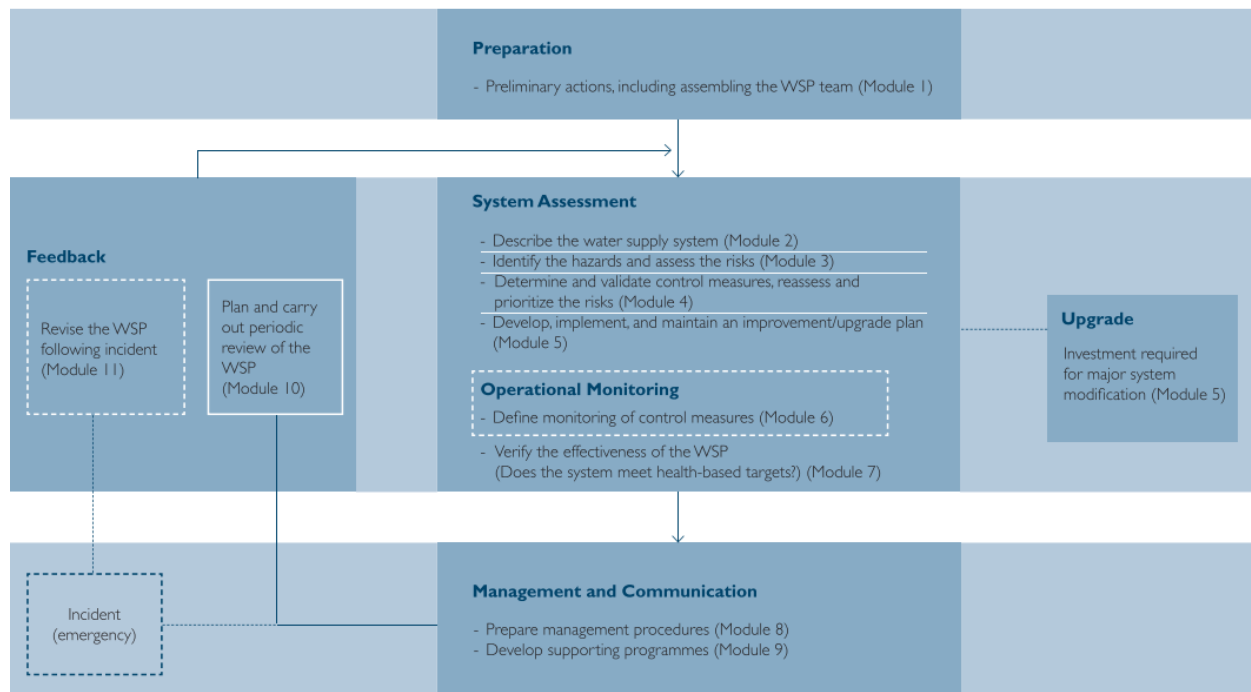 Preparation
- Preliminary actions, including assembling the WSP team (Module 1)
Feedback
Revise the WSP
following incident
(Module 11)
Plan and carry
out periodic
review of the
WSP
(Module 10)
System Assessment
- Describe the water supply system (Module 2)
- Identify the hazards and assess the risks (Module 3)
- Determine and validate control measures, reassess and
prioritize the risks (Module 4)
- Develop, implement, and maintain an improvement/upgrade plan
(Module 5)
Operational Monitoring
- Define monitoring of control measures (Module 6)
- Verify the effectiveness of the WSP
(Does the system meet health-based targets?) (Module 7)
Upgrade
Investment required
for major system
modification (Module 5)
Incident
(emergency)
Management and Communication
- Prepare management procedures (Module 8)
- Develop supporting programmes (Module 9)